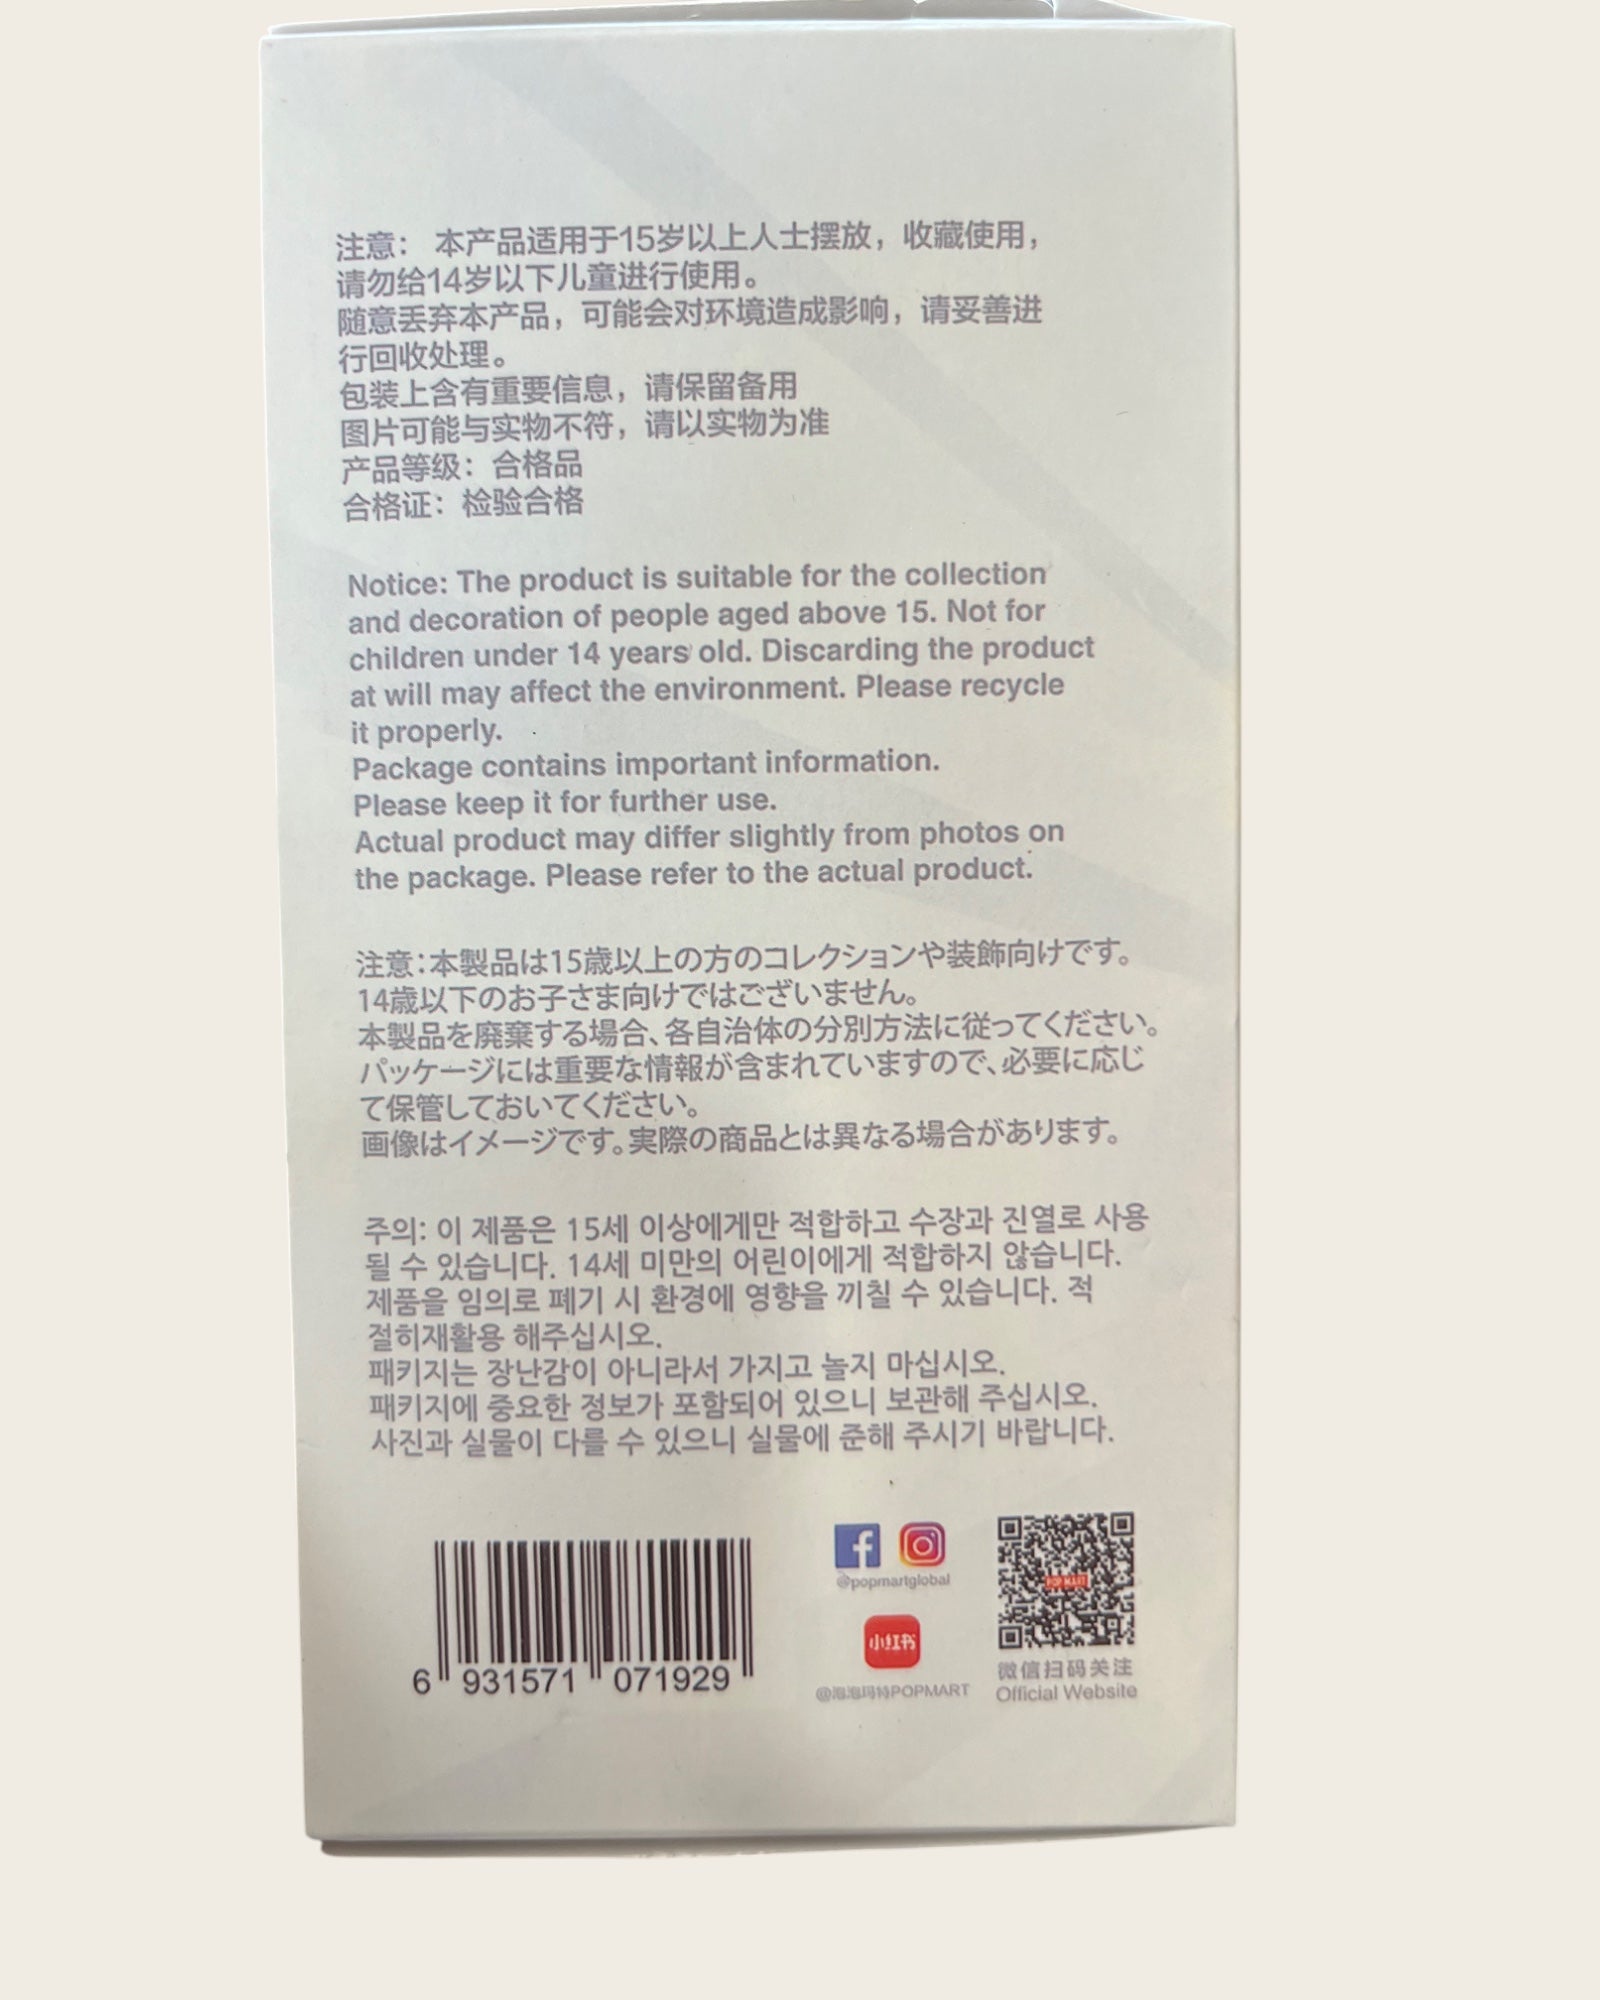 注意： 本产品适用于15岁以上人士摆放，收藏使用，
请勿给14岁以下儿童进行使用。
随意丢弃本产品，可能会对环境造成影响，请妥善进
行回收处理。
包装上含有重要信息，请保留备用
图片可能与实物不符，请以实物为准
产品等级：合格品
合格证：检验合格
Notice: The product is suitable for the collection
and decoration of people aged above 15. Not for
children under 14 years old. Discarding the product
at will may affect the environment. Please recycle
it properly.
Package contains important information.
Please keep it for further use.
Actual product may differ slightly from photos on
the package. Please refer to the actual product.
注意：本製品は15歳以上の方のコレクションや装飾向けです。
14歳以下のお子さま向けではございません。
本製品を廃棄する場合、各自治体の分別方法に従ってください。
パッケージには重要な情報が含まれていますので、必要に応じ
て保管しておいてください。
画像はイメージです。実際の商品とは異なる場合があります。
주의: 이 제품은 15세 이상에게만 적합하고 수장과 진열로 사용
될 수 있습니다. 14세 미만의 어린이에게 적합하지 않습니다.
제품을 임의로 폐기 시 환경에 영향을 끼칠 수 있습니다. 적
절히재활용 해주십시오.
패키지는 장난감이 아니라서 가지고 놀지 마십시오.
패키지에 중요한 정보가 포함되어 있으니 보관해 주십시오.
사진과 실물이 다를 수 있으니 실물에 준해 주시기 바랍니다.
6 931571 071929
@popmartglobal
小红书
@泡泡玛特POPMART
POP MART
微信扫码关注
Official Website